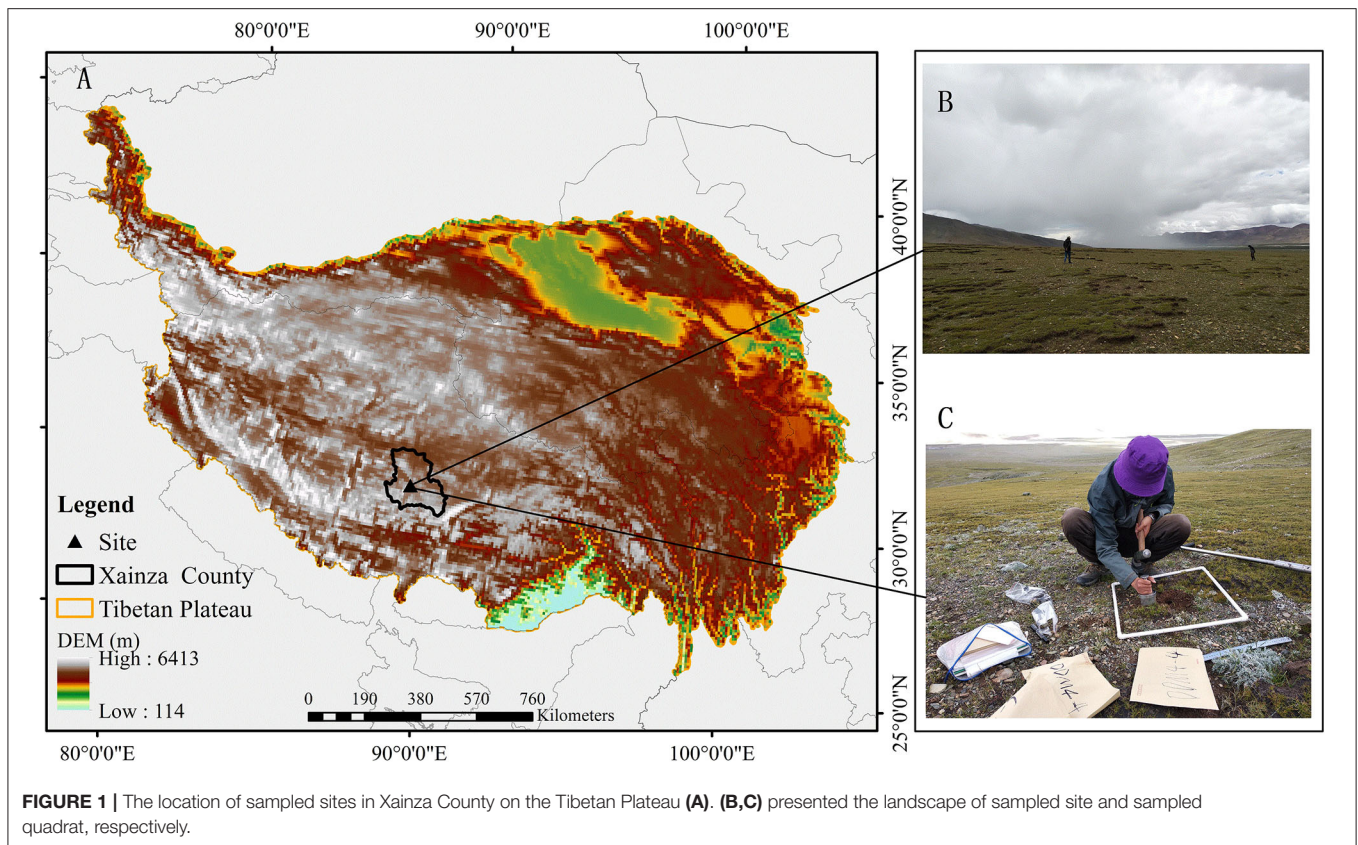 80°0'0"E 90°0'0"E 100°0'0"E
A
B
40°0'0"N
35°0'0"N
C
Legend
Site
Xainza County
Tibetan Plateau
DEM (m)
High : 6413
Low : 114
30°0'0"N
0 190 380 570 760
Kilometers
25°0'0"N
80°0'0"E 90°0'0"E 100°0'0"E
FIGURE 1 | The location of sampled sites in Xainza County on the Tibetan Plateau (A). (B,C) presented the landscape of sampled site and sampled
quadrat, respectively.